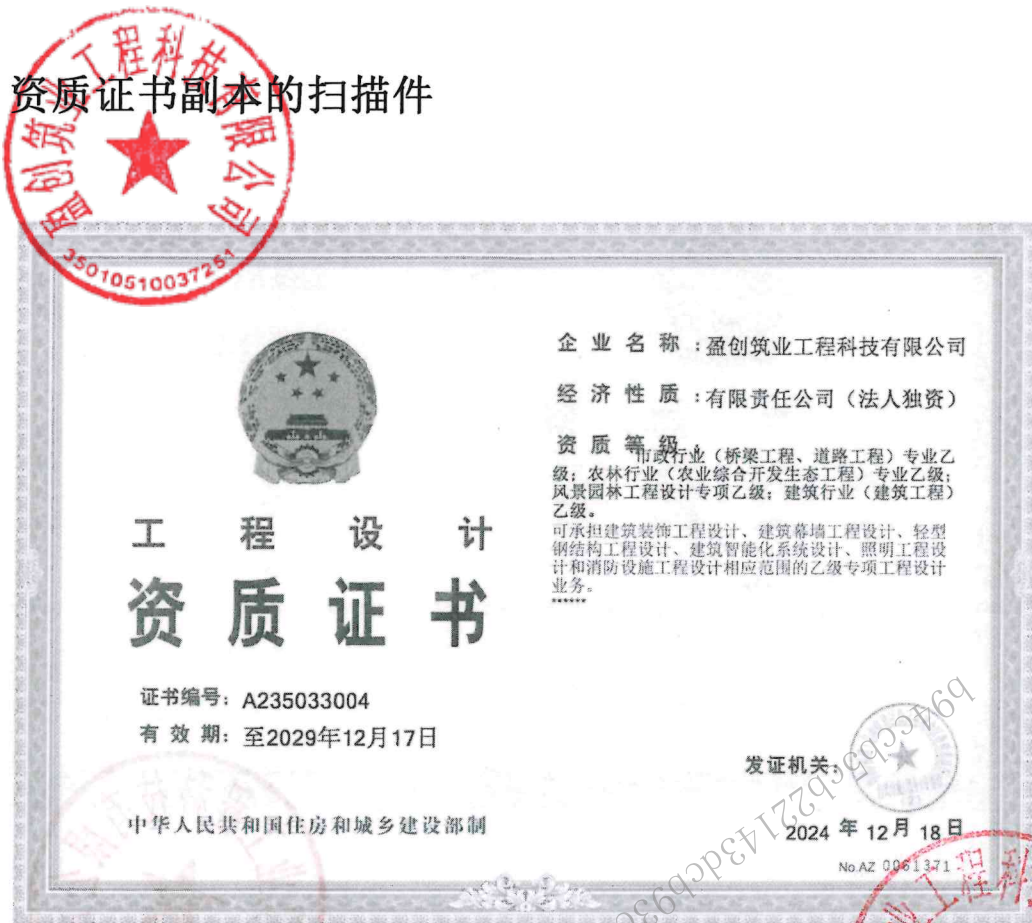 资质证书副本的扫描件
盈创筑业工程科技有限公司
35010510037251
企业名称：盈创筑业工程科技有限公司
经济性质：有限责任公司（法人独资）
资质等级：
市政行业（桥梁工程、道路工程）专业乙
级；农林行业（农业综合开发生态工程）专业乙级；
风景园林工程设计专项乙级；建筑行业（建筑工程）
乙级。
可承担建筑装饰工程设计、建筑幕墙工程设计、轻型
钢结构工程设计、建筑智能化系统设计、照明工程设
计和消防设施工程设计相应范围的乙级专项工程设计
业务。
******
工程设计
资质证书
证书编号：A235033004
有效期：至2029年12月17日
发证机关：
中华人民共和国住房和城乡建设部制
2024 年 12 月 18 日
No.AZ 0061371